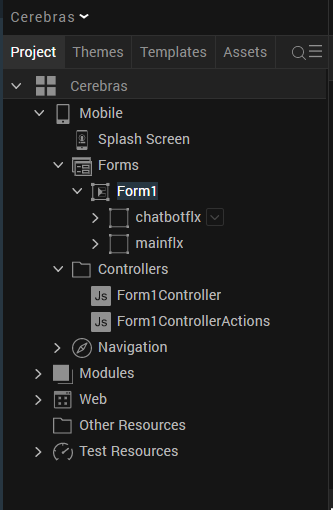 Cerebras
Project Themes Templates Assets
Cerebras
Mobile
Splash Screen
Forms
Form1
chatbotflx
mainflx
Controllers
Js Form1Controller
Js Form1ControllerActions
Navigation
Modules
Web
Other Resources
Test Resources